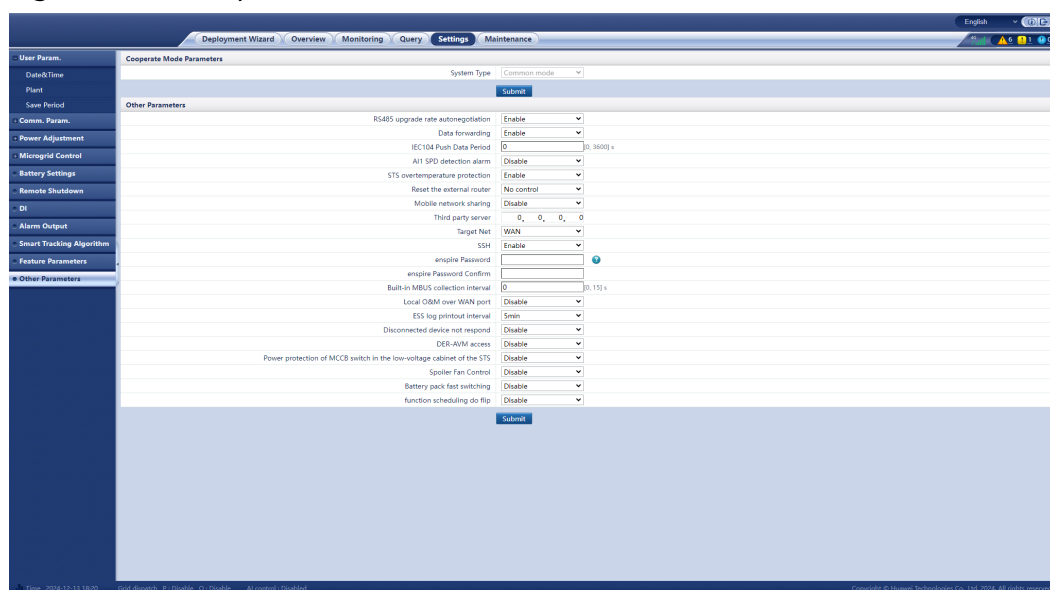 English
Deployment Wizard Overview Monitoring Query Settings Maintenance
4G 6 1
User Param.
Date&Time
Plant
Save Period
Comm. Param.
Power Adjustment
Microgrid Control
Battery Settings
Remote Shutdown
DI
Alarm Output
Smart Tracking Algorithm
Feature Parameters
Other Parameters
Cooperate Mode Parameters
System Type Common mode
Submit
Other Parameters
RS485 upgrade rate autonegotiation Enable
Data forwarding Enable
IEC104 Push Data Period 0 [0, 3600] s
AI1 SPD detection alarm Disable
STS overtemperature protection Enable
Reset the external router No control
Mobile network sharing Disable
Third party server 0. 0. 0. 0
Target Net WAN
SSH Enable
enspire Password
enspire Password Confirm
Built-in MBUS collection interval 0 [0, 15] s
Local O&M over WAN port Disable
ESS log printout interval 5min
Disconnected device not respond Disable
DER-AVM access Disable
Power protection of MCCB switch in the low-voltage cabinet of the STS Disable
Spoiler Fan Control Disable
Battery pack fast switching Disable
function scheduling do flip Disable
Submit
Time 2024-12-13 18:20 Grid dispatch P : Disable Q : Disable AI control : Disabled Copyright © Huawei Technologies Co., Ltd. 2024. All rights reserved